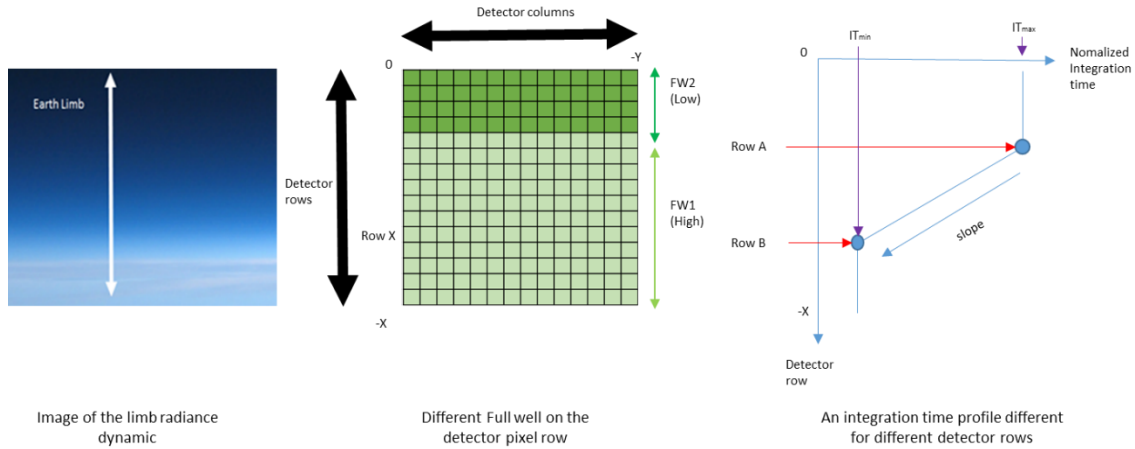 Earth Limb
Image of the limb radiance
dynamic
Detector columns
0
-Y
Detector
rows
Row X
-X
FW2
(Low)
FW1
(High)
Different Full well on the
detector pixel row
ITmin
ITmax
0
Nomalized
Integration
time
Row A
Row B
slope
-X
Detector
row
An integration time profile different
for different detector rows